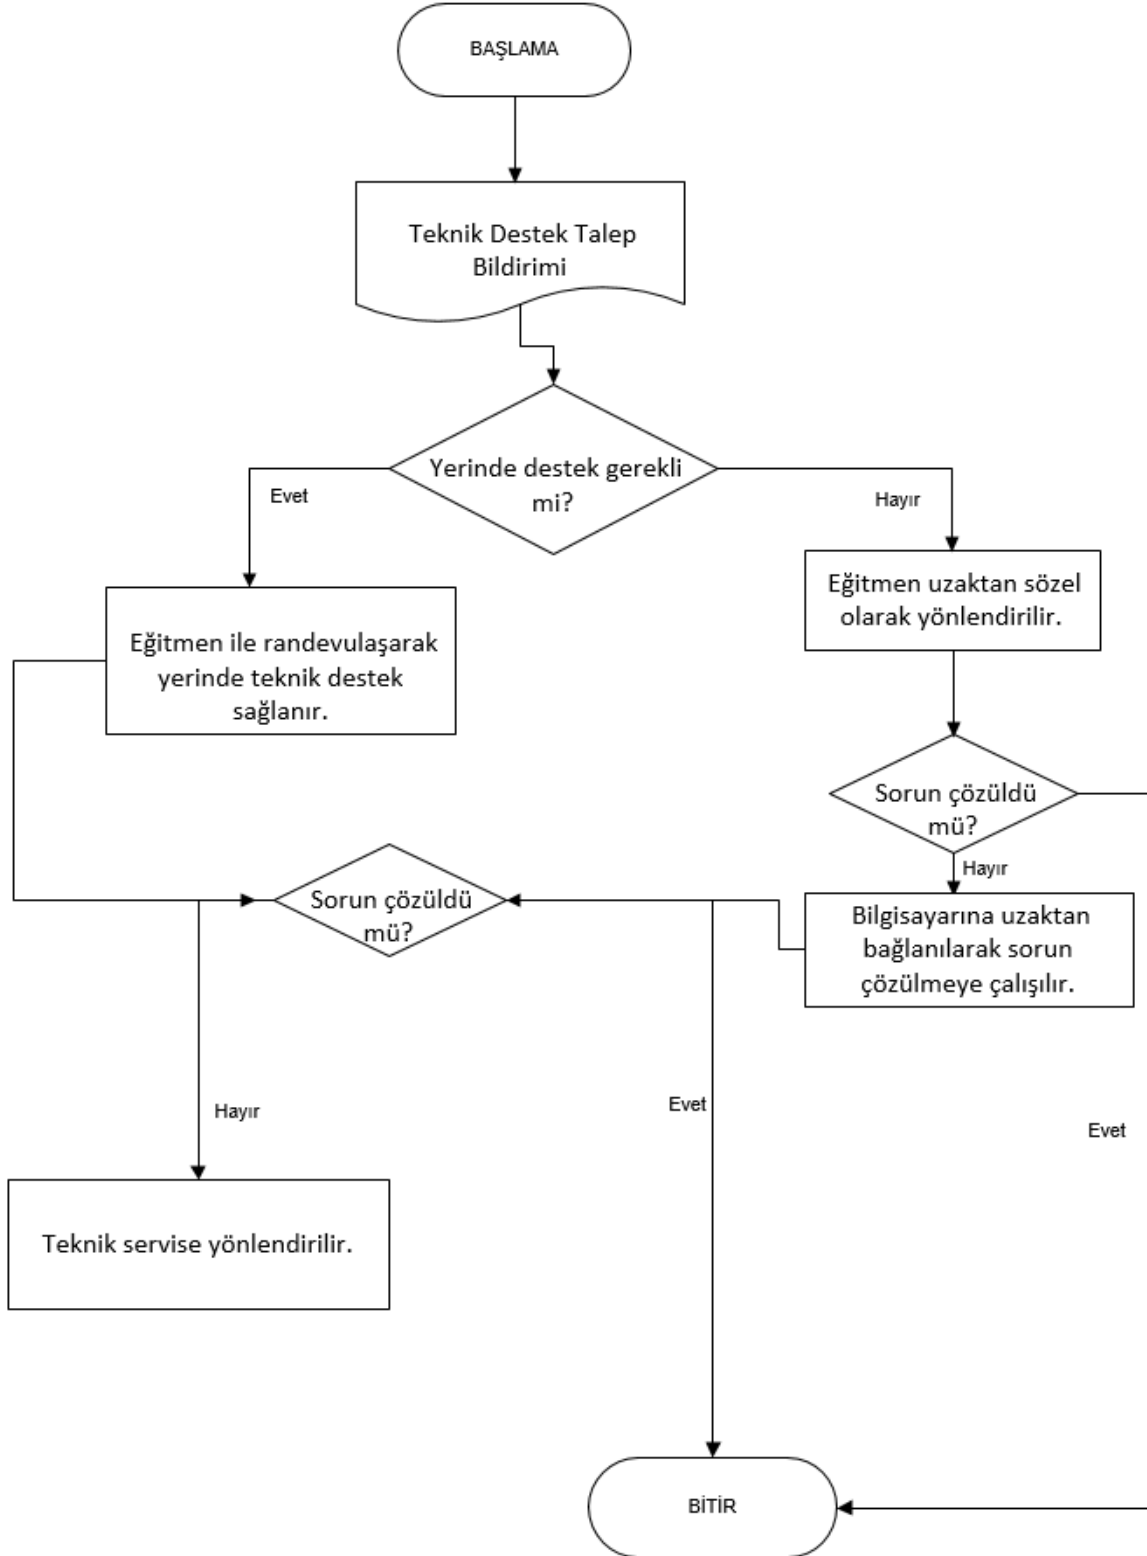 BAŞLAMA
Teknik Destek Talep
Bildirimi
Yerinde destek gerekli
mi?
Evet
Hayır
Eğitmen uzaktan sözel
olarak yönlendirilir.
Eğitmen ile randevulaşarak
yerinde teknik destek
sağlanır.
Sorun çözüldü
mü?
Hayır
Sorun çözüldü
mü?
Bilgisayarına uzaktan
bağlanılarak sorun
çözülmeye çalışılır.
Hayır
Evet
Evet
Teknik servise yönlendirilir.
BİTİR